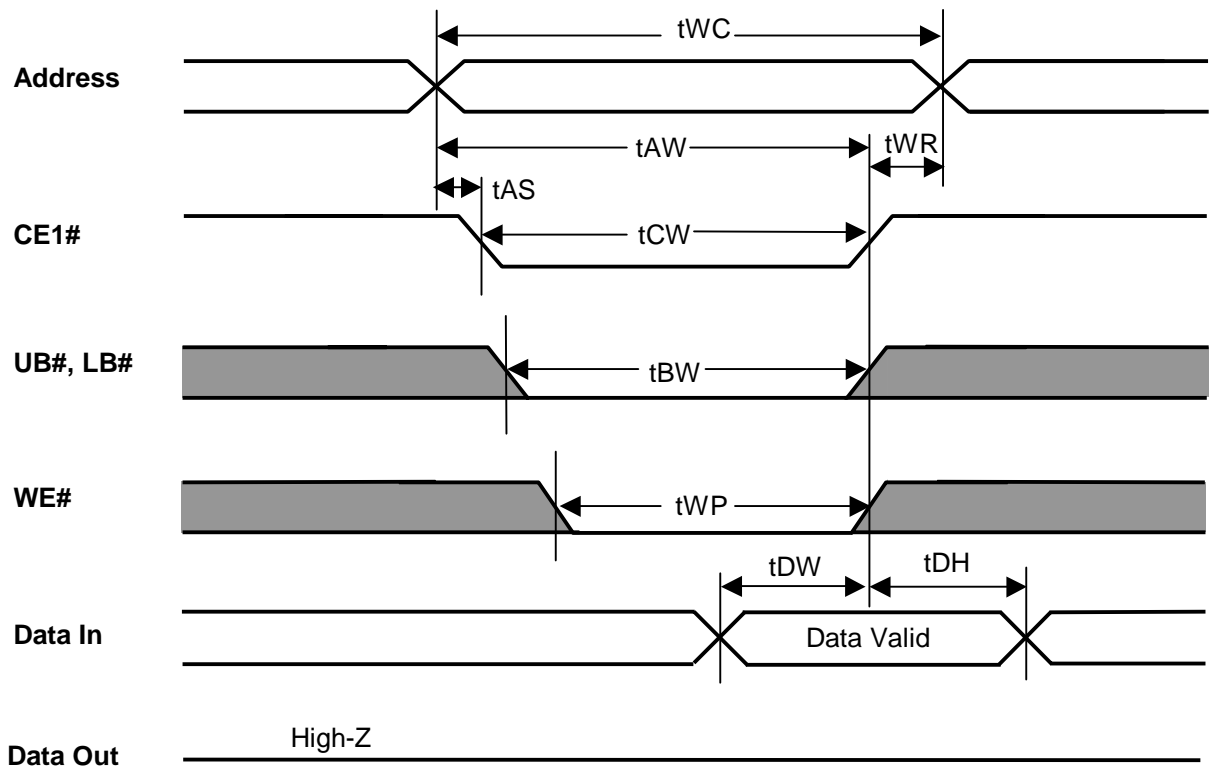 tWC
Address
tAW
tWR
tAS
CE1#
tCW
UB#, LB#
tBW
WE#
tWP
tDW
tDH
Data In
Data Valid
High-Z
Data Out